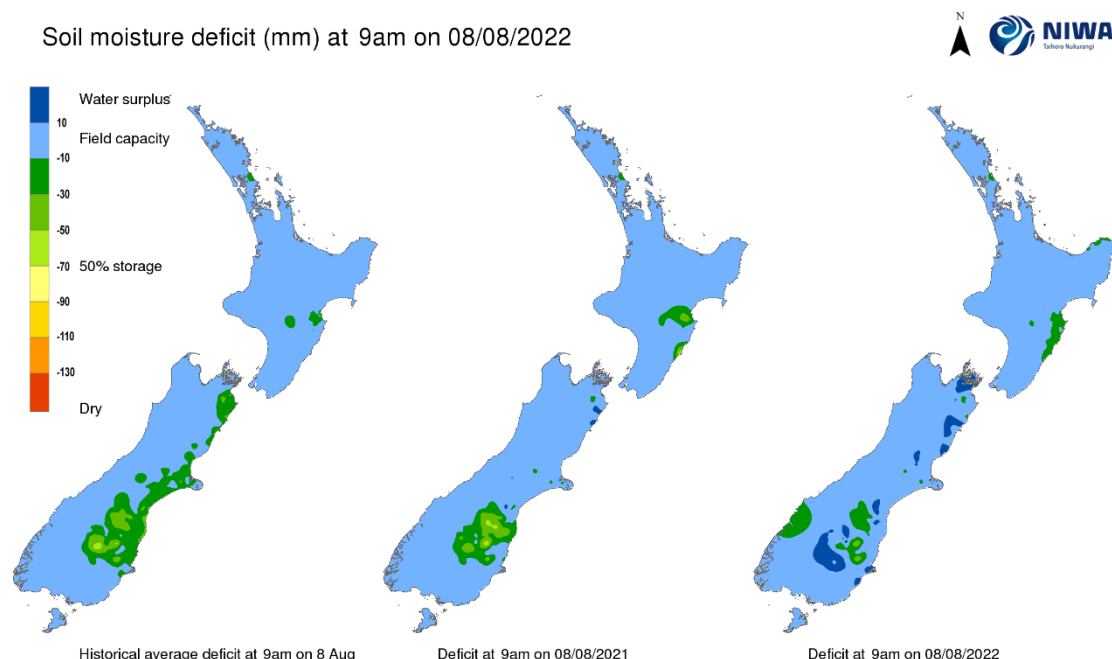 Soil moisture deficit (mm) at 9am on 08/08/2022
N
NIWA
Taihoro Nukurangi
Water surplus
10
Field capacity
-10
-30
-50
50% storage
-70
-90
-110
-130
Dry
Historical average deficit at 9am on 8 Aug
Deficit at 9am on 08/08/2021
Deficit at 9am on 08/08/2022